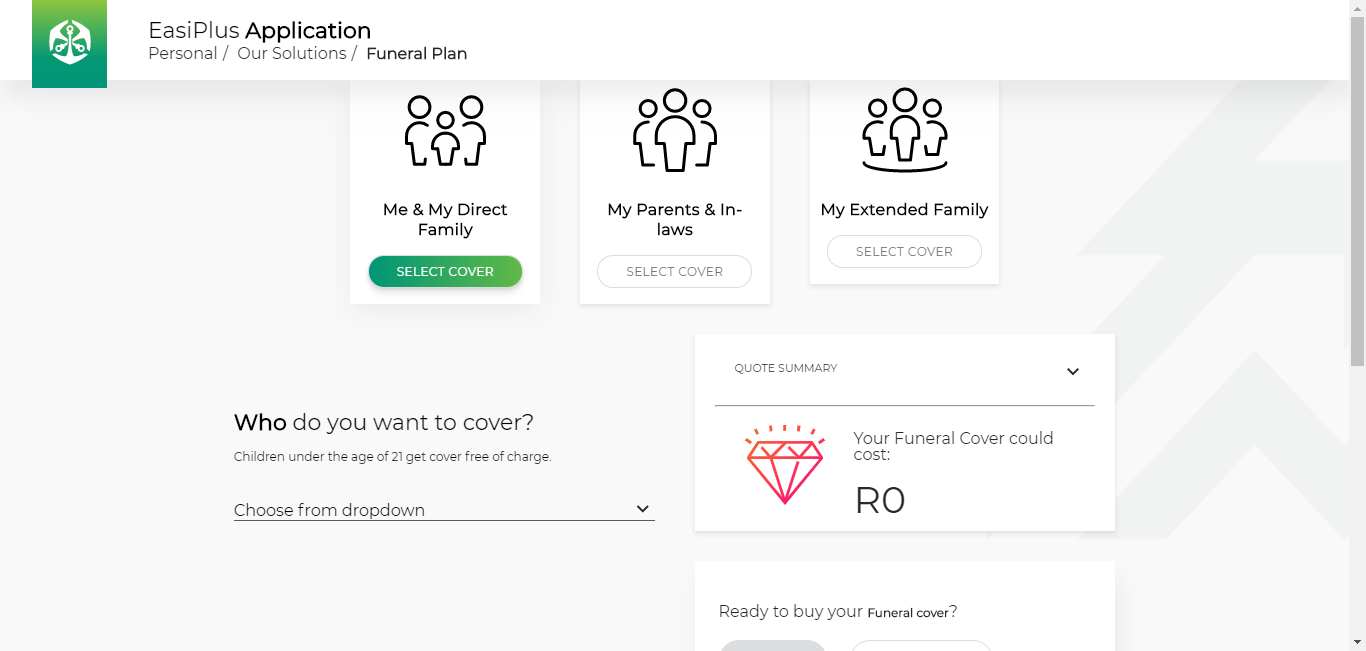 EasiPlus Application
Personal / Our Solutions / Funeral Plan
Me & My Direct
Family
SELECT COVER
My Parents & In-
laws
SELECT COVER
My Extended Family
SELECT COVER
Who do you want to cover?
Children under the age of 21 get cover free of charge.
Choose from dropdown
QUOTE SUMMARY
Your Funeral Cover could
cost:
R0
Ready to buy your Funeral cover?